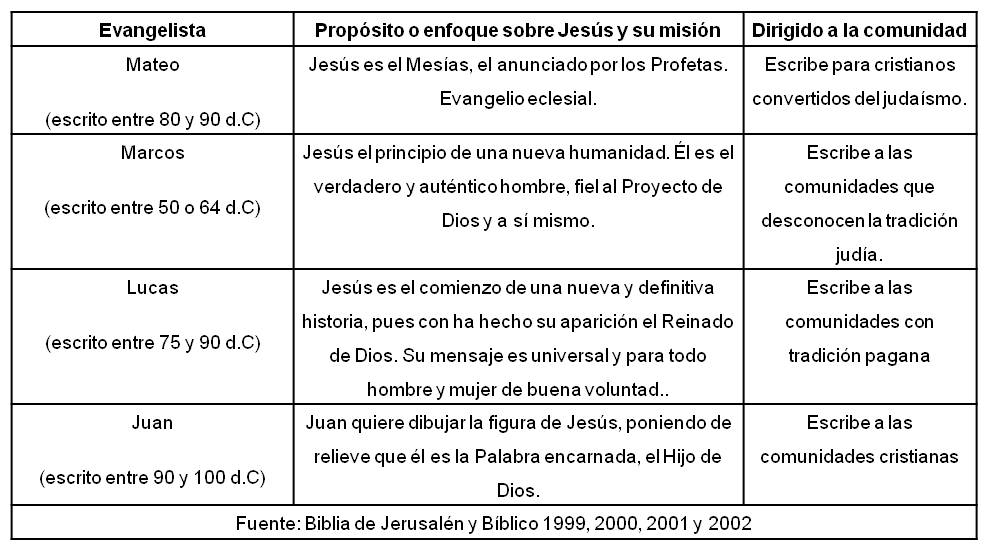 Evangelista
Propósito o enfoque sobre Jesús y su misión
Dirigido a la comunidad
Mateo
(escrito entre 80 y 90 d.C)
Jesús es el Mesías, el anunciado por los Profetas.
Evangelio eclesial.
Escribe para cristianos
convertidos del judaísmo.
Marcos
(escrito entre 50 o 64 d.C)
Jesús el principio de una nueva humanidad. Él es el
verdadero y auténtico hombre, fiel al Proyecto de
Dios y a sí mismo.
Escribe a las
comunidades que
desconocen la tradición
judía.
Lucas
(escrito entre 75 y 90 d.C)
Jesús es el comienzo de una nueva y definitiva
historia, pues con ha hecho su aparición el Reinado
de Dios. Su mensaje es universal y para todo
hombre y mujer de buena voluntad..
Escribe a las
comunidades con
tradición pagana
Juan
(escrito entre 90 y 100 d.C)
Juan quiere dibujar la figura de Jesús, poniendo de
relieve que él es la Palabra encarnada, el Hijo de
Dios.
Escribe a las
comunidades cristianas
Fuente: Biblia de Jerusalén y Bíblico 1999, 2000, 2001 y 2002